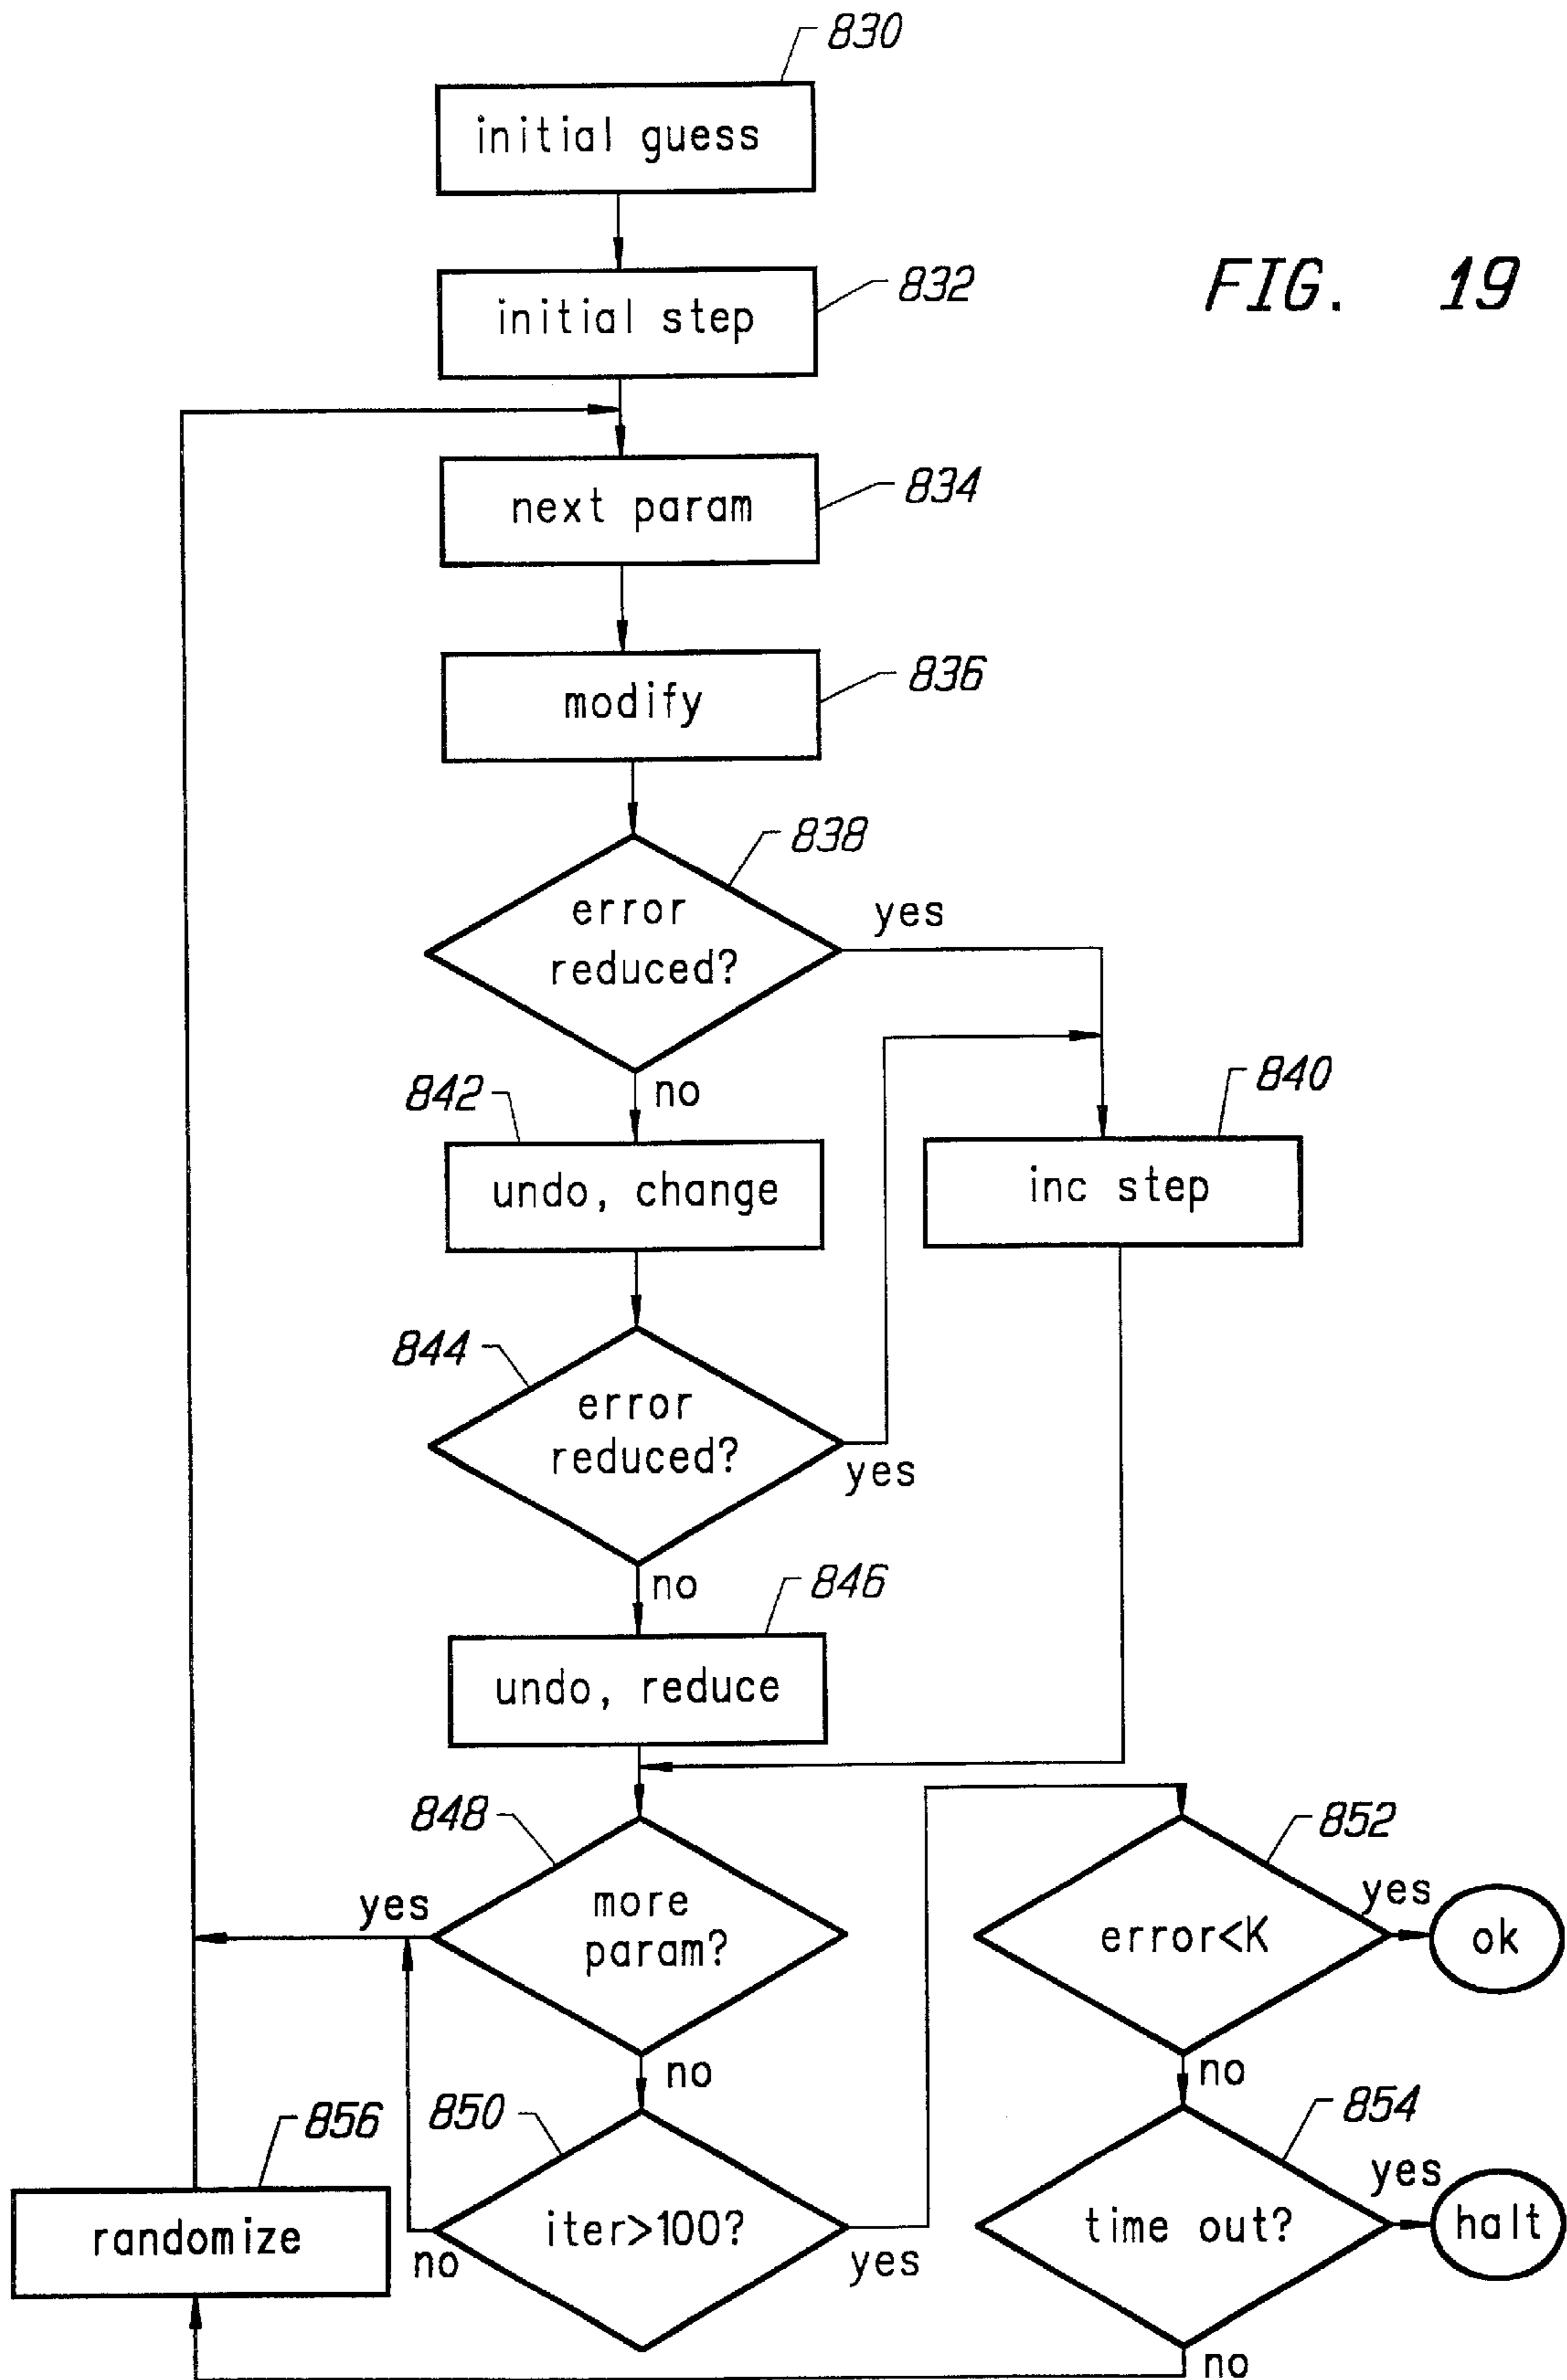 830
initial guess
832
initial step
FIG. 19
834
next param
836
modify
838
error
reduced?
yes
no
842
undo, change
840
inc step
844
error
reduced?
yes
no
846
undo, reduce
848
more
param?
yes
no
852
error<K
yes
ok
no
850
iter>100?
no
yes
854
time out?
yes
halt
no
856
randomize